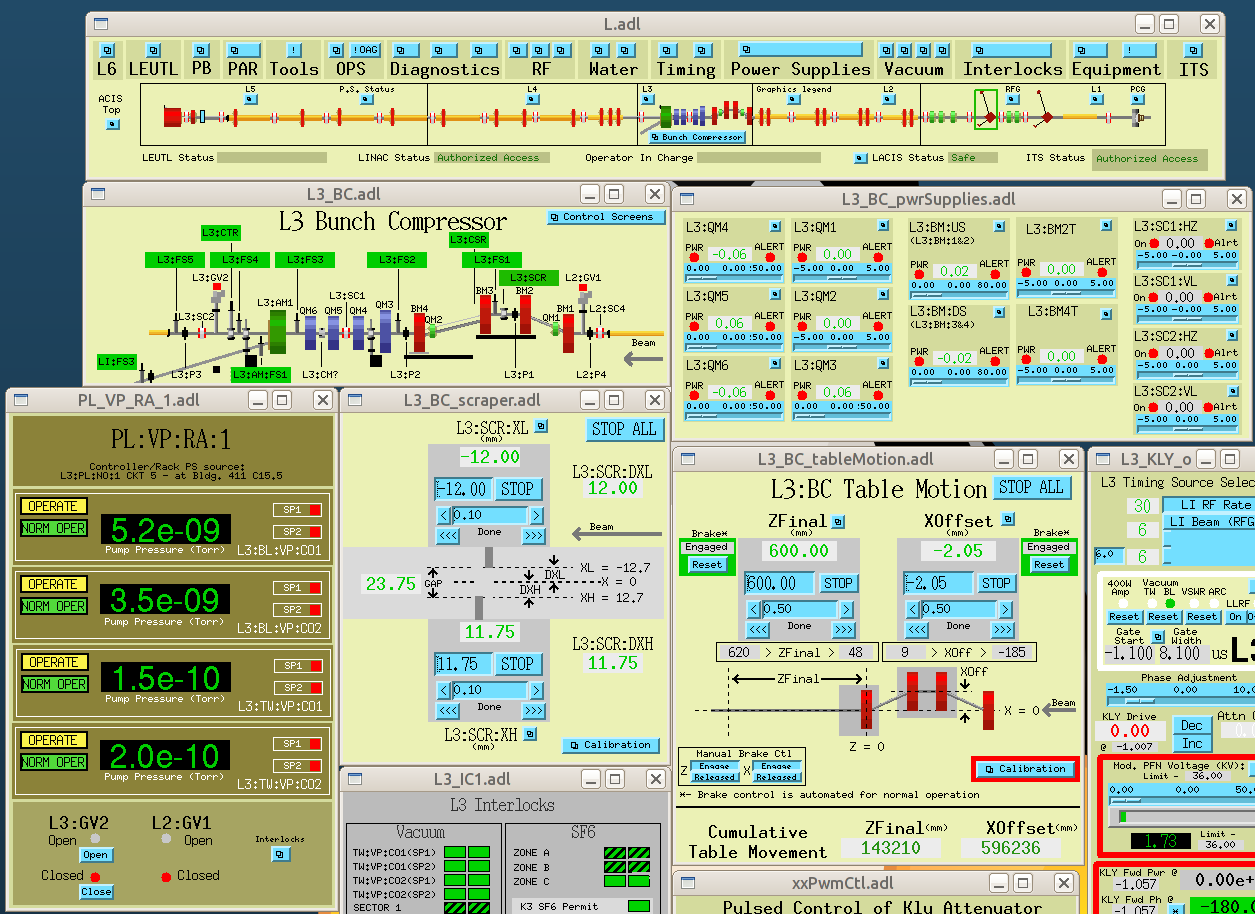 L.adl
L6 LEUTL PB PAR Tools OPS Diagnostics RF Water Timing Power Supplies Vacuum Interlocks Equipment ITS
! !OAG !
ACIS Top
L5 P.S. Status L4 L3 Graphics legend L2 RFG L1 PCG
Bunch Compressor
LEUTL Status LINAC Status Authorized Access Operator In Charge LACIS Status Safe ITS Status Authorized Access
L3_BC.adl
L3 Bunch Compressor
Control Screens
L3:CTR L3:CSR
L3:FS5 L3:FS4 L3:FS3 L3:FS2 L3:FS1
L3:GV2 L3:SCR L2:GV1
L3:AM1 L3:SC1 BM3 BM2
L3:SC2 QM6 QM5 QM4 QM3 BM4 QM2 QM1 BM1 L2:SC4
Beam
LI:FS3
L3:P3 L3:AM:FS1 L3:CM? L3:P2 L3:P1 L2:P4
L3_BC_pwrSupplies.adl
L3:QM4
PWR -0.06 ALERT
0.00 0.00 50.00
L3:QM1
PWR 0.00 ALERT
-5.00 0.00 5.00
L3:BM:US
(L3:BM:1&2)
PWR 0.02 ALERT
0.00 0.00 80.00
L3:BM2T
PWR 0.00 ALERT
-5.00 0.00 5.00
L3:SC1:HZ
On 0.00 Alrt
-5.00 -0.00 5.00
L3:QM5
PWR 0.06 ALERT
0.00 0.00 50.00
L3:QM2
PWR 0.00 ALERT
-5.00 0.00 5.00
L3:BM:DS
(L3:BM:3&4)
PWR -0.02 ALERT
0.00 0.00 80.00
L3:BM4T
PWR 0.00 ALERT
-5.00 0.00 5.00
L3:SC1:VL
On 0.00 Alrt
-5.00 -0.00 5.00
L3:QM6
PWR -0.06 ALERT
0.00 0.00 50.00
L3:QM3
PWR 0.00 ALERT
0.00 0.00 50.00
L3:SC2:HZ
On 0.00 Alrt
-5.00 0.00 5.00
L3:SC2:VL
On 0.00 Alrt
-5.00 0.00 5.00
PL_VP_RA_1.adl
PL:VP:RA:1
Controller/Rack PS source:
L3:PL:NO:1 CKT 5 - at Bldg. 411 C15.5
OPERATE
NORM OPER
5.2e-09
Pump Pressure (Torr)
SP1
SP2
L3:BL:VP:CO1
OPERATE
NORM OPER
3.5e-09
Pump Pressure (Torr)
SP1
SP2
L3:BL:VP:CO2
OPERATE
NORM OPER
1.5e-10
Pump Pressure (Torr)
SP1
SP2
L3:TW:VP:CO1
OPERATE
NORM OPER
2.0e-10
Pump Pressure (Torr)
SP1
SP2
L3:TW:VP:CO2
L3:GV2 L2:GV1
Open Open Interlocks
Open
Closed Closed
Close
L3_BC_scraper.adl
L3:SCR:XL
(mm)
STOP ALL
-12.00
-12.00 STOP
< 0.10 >
<<< Done >>>
L3:SCR:DXL
12.00
Beam
23.75 GAP
DXL
DXH
XL = -12.7
X = 0
XH = 12.7
11.75
11.75 STOP
< 0.10 >
<<< Done >>>
L3:SCR:DXH
11.75
L3:SCR:XH
(mm)
Calibration
L3_IC1.adl
L3 Interlocks
Vacuum SF6
TW:VP:CO1(SP1)
TW:VP:CO1(SP2)
TW:VP:CO2(SP1)
TW:VP:CO2(SP2)
SECTOR 1
ZONE A
ZONE B
ZONE C
K3 SF6 Permit
L3_BC_tableMotion.adl
L3:BC Table Motion STOP ALL
ZFinal XOffset
Brake* Brake*
Engaged 600.00 -2.05 Engaged
Reset Reset
600.00 STOP -2.05 STOP
< 0.50 > < 0.50 >
<<< Done >>> <<< Done >>>
620 > ZFinal > 48 9 > XOff > -185
ZFinal XOff
X = 0 Beam
Z = 0
Manual Brake Ctl
Z Engage Released X Engage Released
Calibration
*- Brake control is automated for normal operation
Cumulative Table Movement
ZFinal(mm) XOffset(mm)
143210 596236
xxPwmCtl.adl
Pulsed Control of Kly Attenuator
L3_KLY_o
L3 Timing Source Selec
30 LI RF Rate
6 LI Beam (RFG
6.0 6
400W Amp Vacuum TW BL VSWR ARC
LLRF
Reset Reset Reset On O
Gate Start Gate Width
-1.100 8.100 us L3
Phase Adjustment
-1.50 0.00 10.0
KLY Drive Attn C
0.00 Dec
@ -1.007 Inc
Mod. PFN Voltage (KV):
Limit - 36.00
0.00 0.00 50.0
1.73 Limit - 36.00
KLY Fwd Pwr @
-1.057 0.00e+
KLY Fwd Ph @
-1.057 -180.0